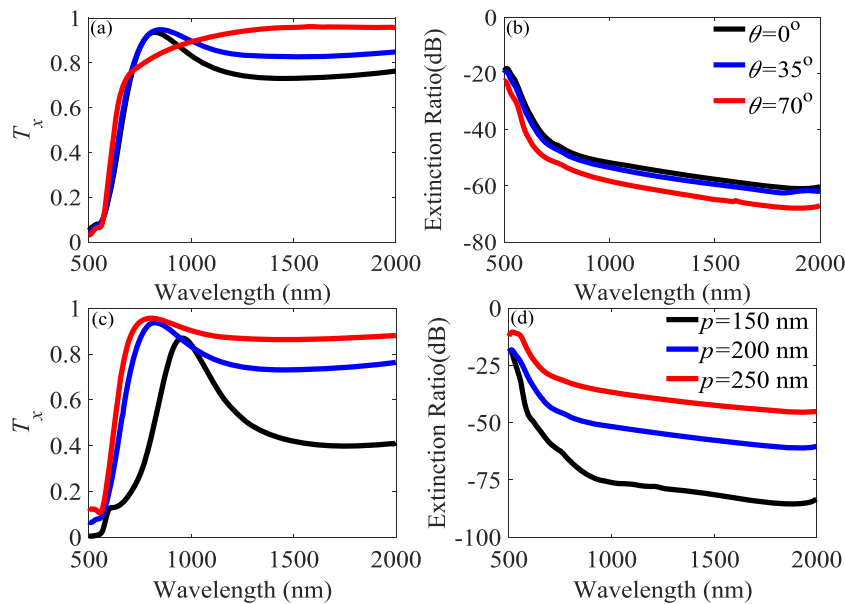 (a)
1
0.8
0.6
0.4
0.2
0
T_x
500 1000 1500 2000
Wavelength (nm)
(b)
0
-20
-40
-60
-80
Extinction Ratio(dB)
θ=0°
θ=35°
θ=70°
500 1000 1500 2000
Wavelength (nm)
(c)
1
0.8
0.6
0.4
0.2
0
T_x
500 1000 1500 2000
Wavelength (nm)
(d)
0
-25
-50
-75
-100
Extinction Ratio(dB)
p=150 nm
p=200 nm
p=250 nm
500 1000 1500 2000
Wavelength (nm)